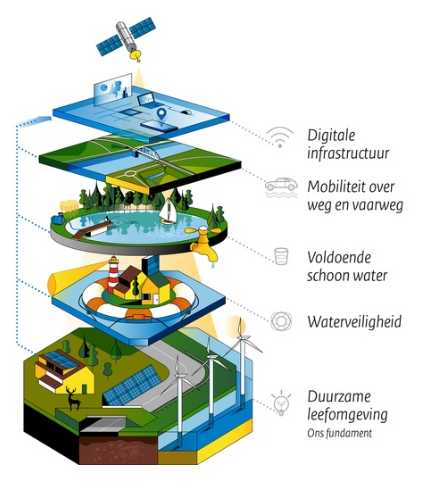 Digitale
infrastructuur
Mobiliteit over
weg en vaarweg
Voldoende
schoon water
Waterveiligheid
Duurzame
leefomgeving
Ons fundament